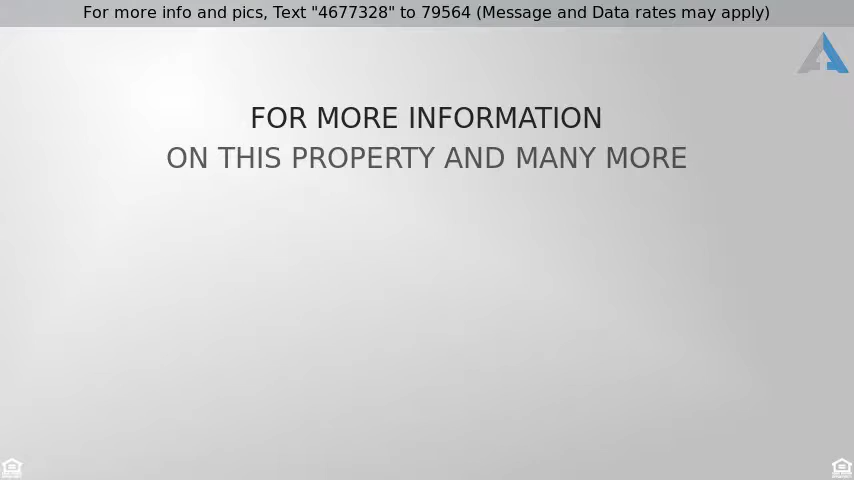 For more info and pics, Text "4677328" to 79564 (Message and Data rates may apply)
FOR MORE INFORMATION
ON THIS PROPERTY AND MANY MORE